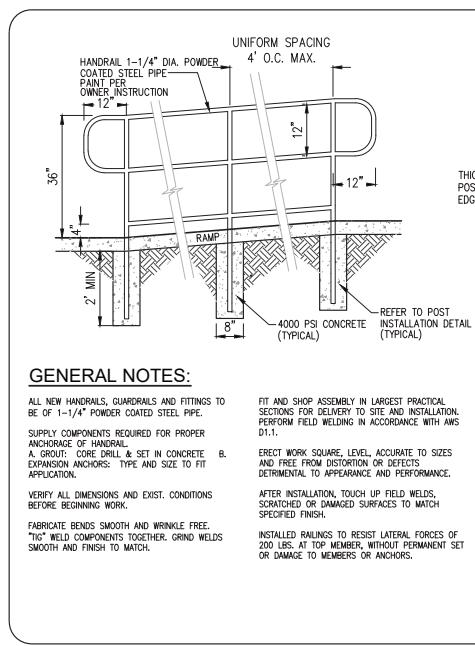 UNIFORM SPACING
4' O.C. MAX.
HANDRAIL 1-1/4" DIA. POWDER
COATED STEEL PIPE
PAINT PER
OWNER INSTRUCTION
12"
12"
36"
12"
THIC
POS
EDG
4"
RAMP
2' MIN
8"
4000 PSI CONCRETE
(TYPICAL)
REFER TO POST
INSTALLATION DETAIL
(TYPICAL)
GENERAL NOTES:
ALL NEW HANDRAILS, GUARDRAILS AND FITTINGS TO
BE OF 1-1/4" POWDER COATED STEEL PIPE.
SUPPLY COMPONENTS REQUIRED FOR PROPER
ANCHORAGE OF HANDRAIL.
A. GROUT: CORE DRILL & SET IN CONCRETE B.
EXPANSION ANCHORS: TYPE AND SIZE TO FIT
APPLICATION.
VERIFY ALL DIMENSIONS AND EXIST. CONDITIONS
BEFORE BEGINNING WORK.
FABRICATE BENDS SMOOTH AND WRINKLE FREE.
"TIG" WELD COMPONENTS TOGETHER. GRIND WELDS
SMOOTH AND FINISH TO MATCH.
FIT AND SHOP ASSEMBLY IN LARGEST PRACTICAL
SECTIONS FOR DELIVERY TO SITE AND INSTALLATION.
PERFORM FIELD WELDING IN ACCORDANCE WITH AWS
D1.1.
ERECT WORK SQUARE, LEVEL, ACCURATE TO SIZES
AND FREE FROM DISTORTION OR DEFECTS
DETRIMENTAL TO APPEARANCE AND PERFORMANCE.
AFTER INSTALLATION, TOUCH UP FIELD WELDS,
SCRATCHED OR DAMAGED SURFACES TO MATCH
SPECIFIED FINISH.
INSTALLED RAILINGS TO RESIST LATERAL FORCES OF
200 LBS. AT TOP MEMBER, WITHOUT PERMANENT SET
OR DAMAGE TO MEMBERS OR ANCHORS.